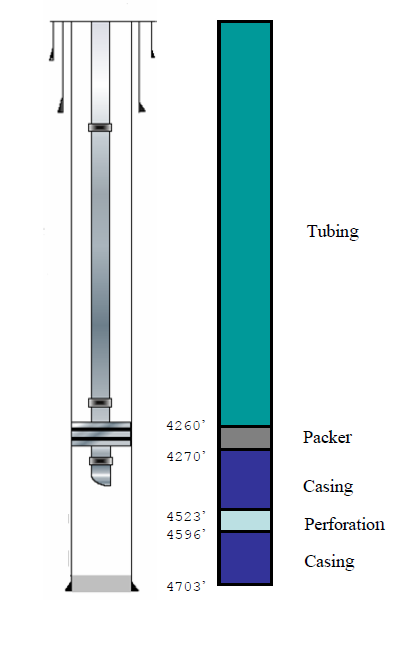 Tubing
4260'
Packer
4270'
Casing
4523'
Perforation
4596'
Casing
4703'